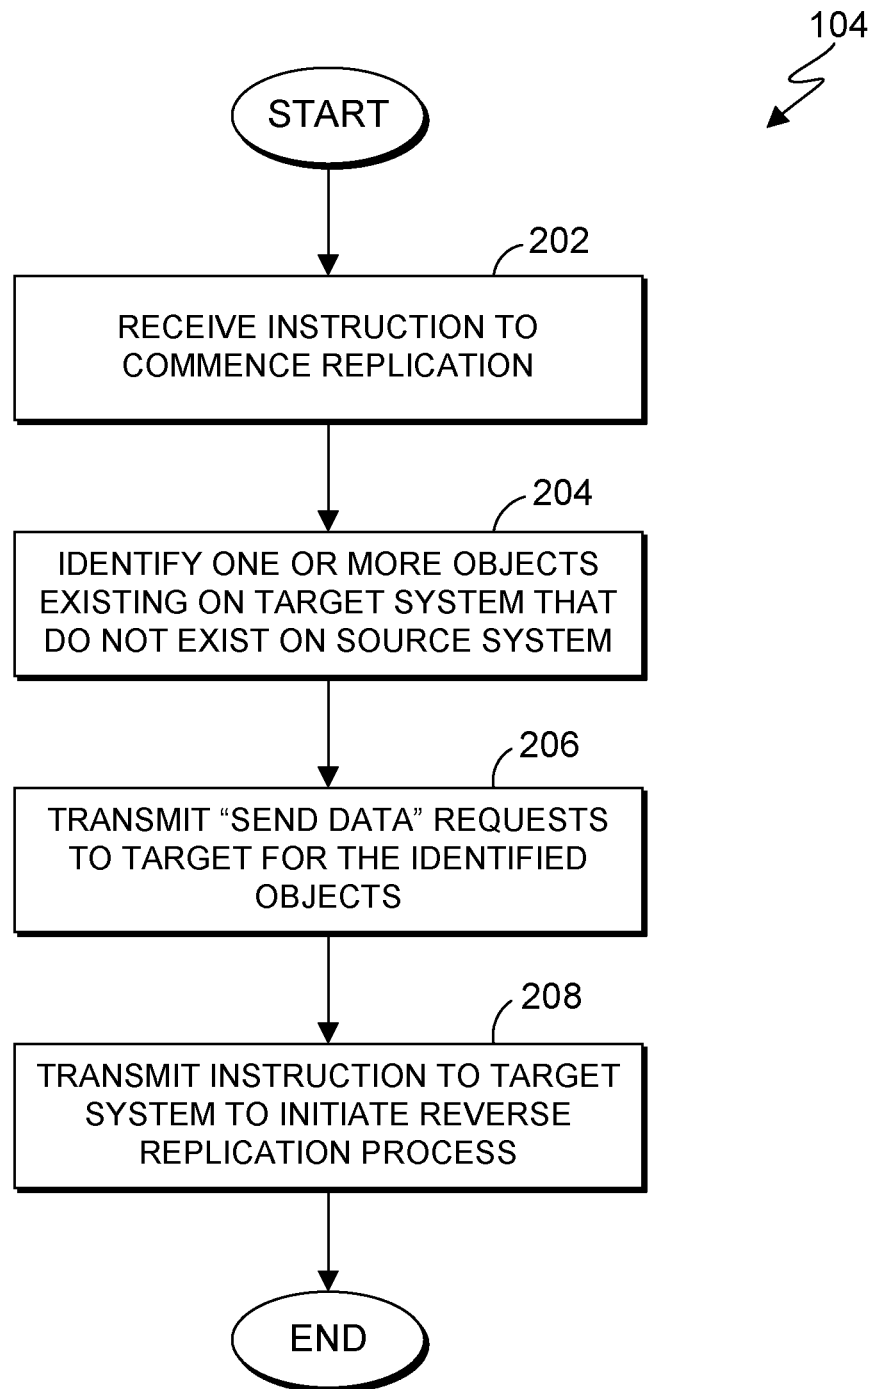 104
START
202
RECEIVE INSTRUCTION TO
COMMENCE REPLICATION
204
IDENTIFY ONE OR MORE OBJECTS
EXISTING ON TARGET SYSTEM THAT
DO NOT EXIST ON SOURCE SYSTEM
206
TRANSMIT “SEND DATA” REQUESTS
TO TARGET FOR THE IDENTIFIED
OBJECTS
208
TRANSMIT INSTRUCTION TO TARGET
SYSTEM TO INITIATE REVERSE
REPLICATION PROCESS
END